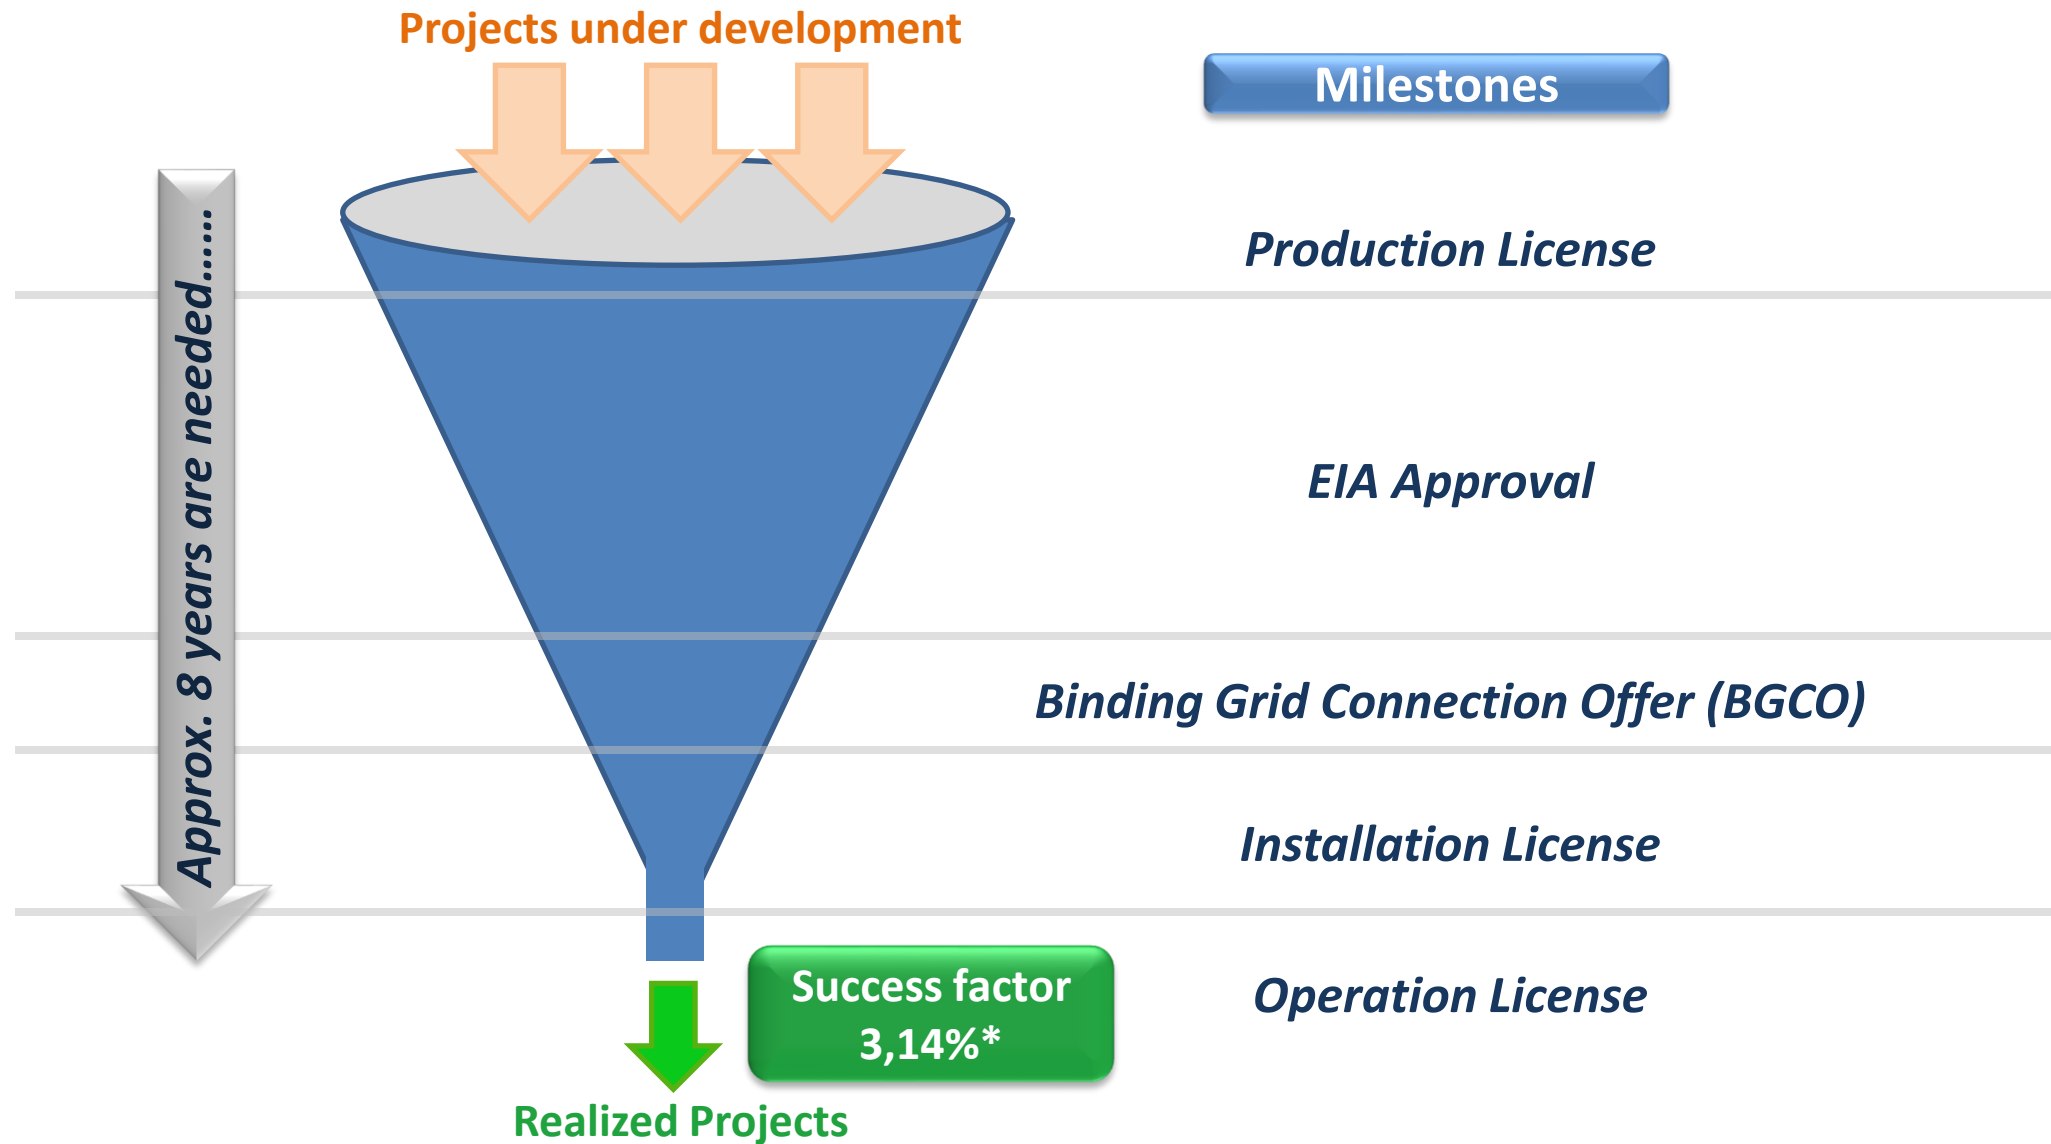 Projects under development
Milestones
Approx. 8 years are needed......
Production License
EIA Approval
Binding Grid Connection Offer (BGCO)
Installation License
Success factor
3,14%*
Operation License
Realized Projects